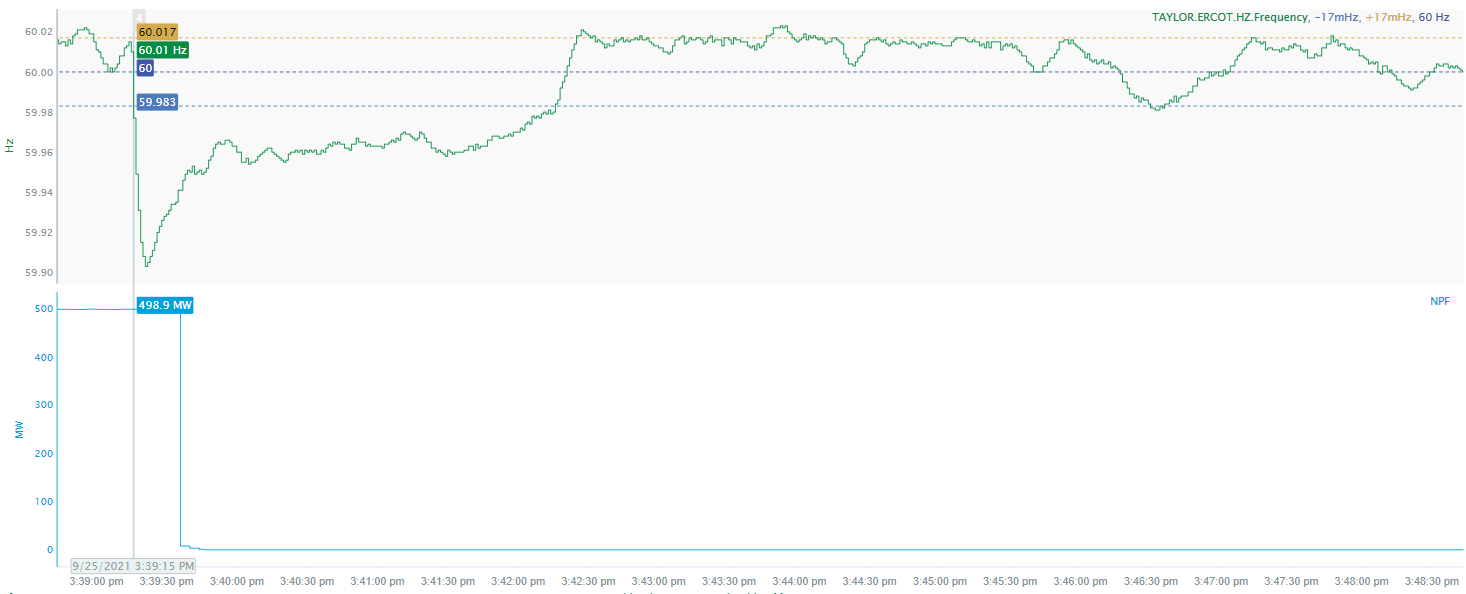 TAYLOR.ERCOT.HZ.Frequency, -17mHz, +17mHz, 60 Hz
4
60.017
60.01 Hz
60
59.983
60.02
60.00
59.98
59.96
59.94
59.92
59.90
Hz
498.9 MW
NPF
500
400
300
200
100
0
MW
9/25/2021 3:39:15 PM
3:39:00 pm 3:39:30 pm 3:40:00 pm 3:40:30 pm 3:41:00 pm 3:41:30 pm 3:42:00 pm 3:42:30 pm 3:43:00 pm 3:43:30 pm 3:44:00 pm 3:44:30 pm 3:45:00 pm 3:45:30 pm 3:46:00 pm 3:46:30 pm 3:47:00 pm 3:47:30 pm 3:48:00 pm 3:48:30 pm